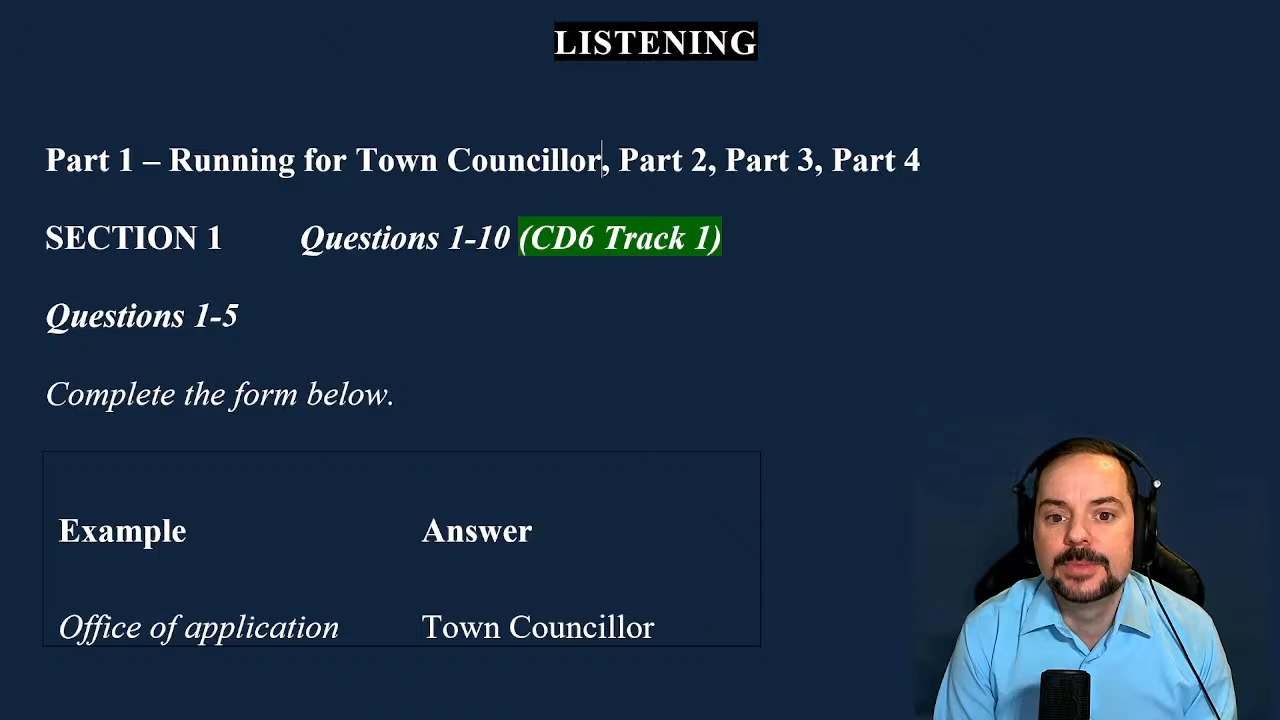 LISTENING
Part 1 – Running for Town Councillor, Part 2, Part 3, Part 4
SECTION 1 Questions 1-10 (CD6 Track 1)
Questions 1-5
Complete the form below.
Example Answer
Office of application Town Councillor